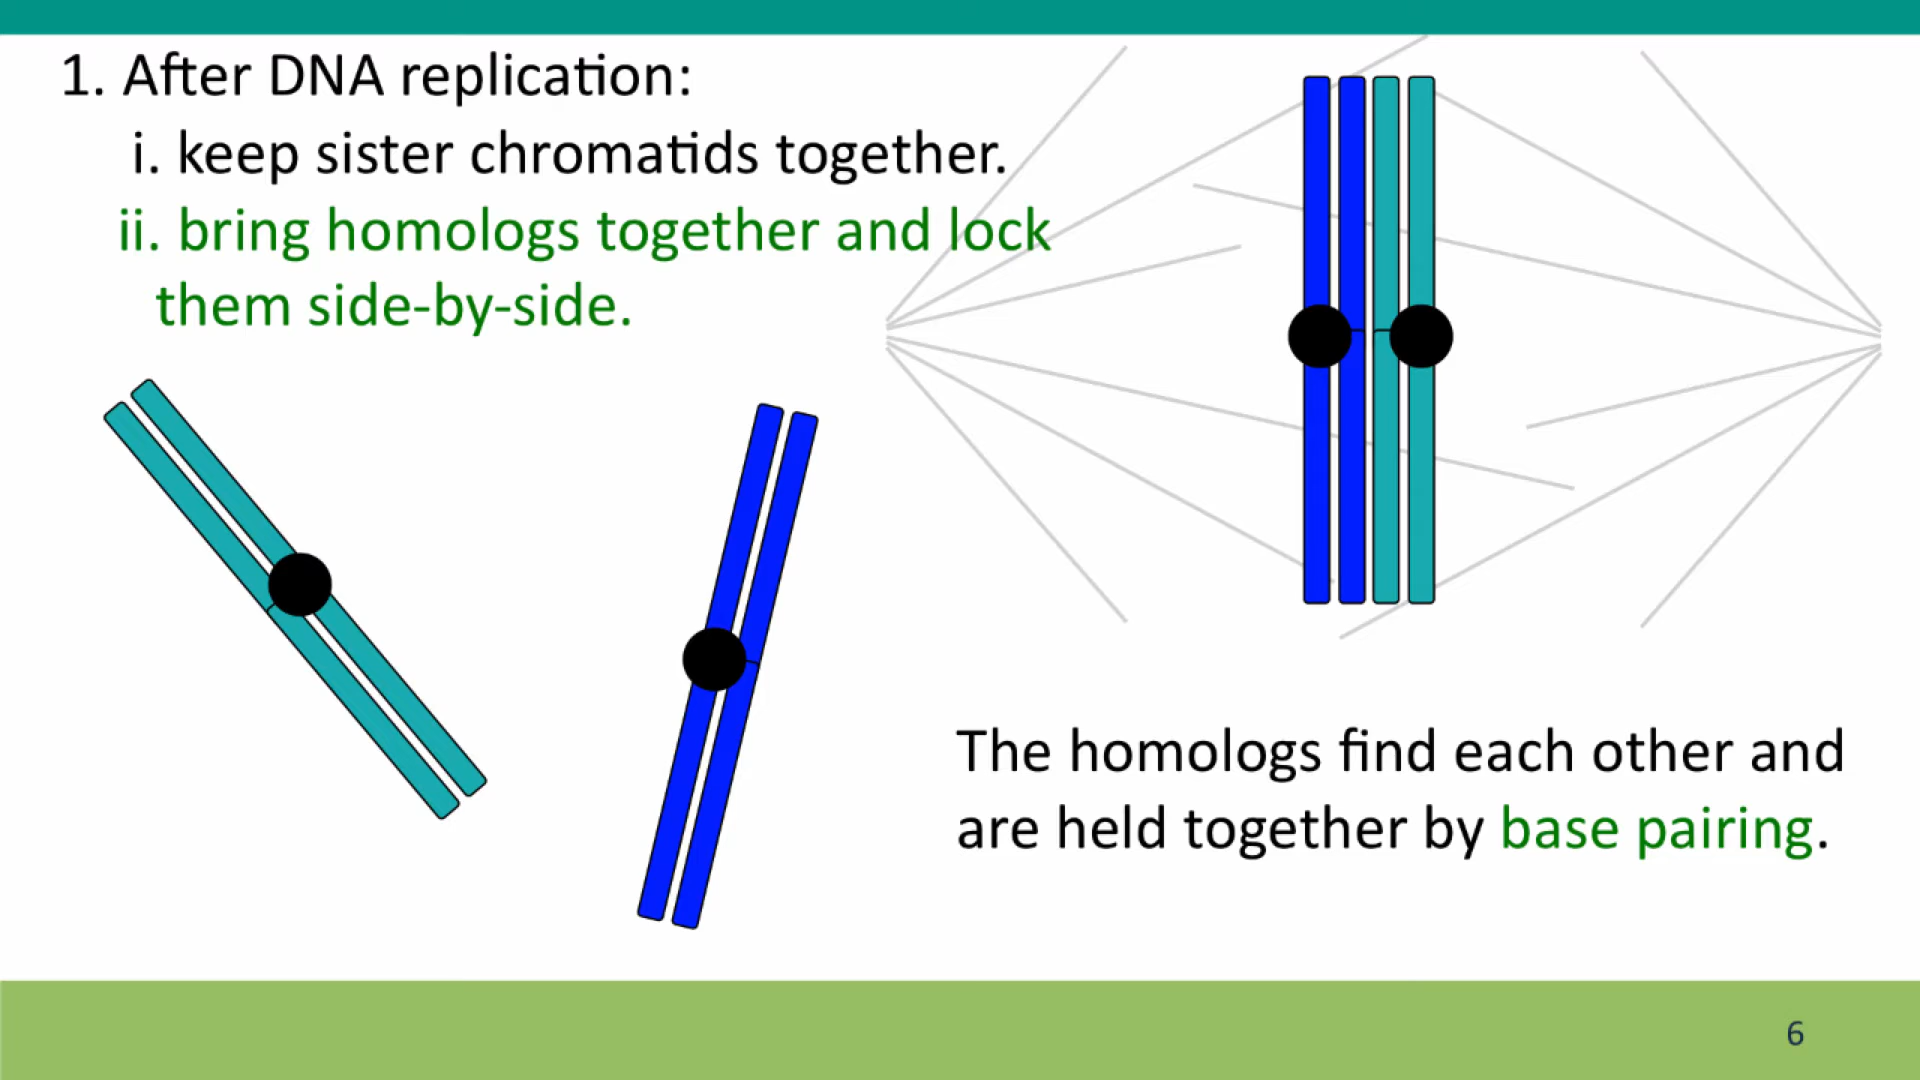 1. After DNA replication:
i. keep sister chromatids together.
ii. bring homologs together and lock
them side-by-side.
The homologs find each other and
are held together by base pairing.
6